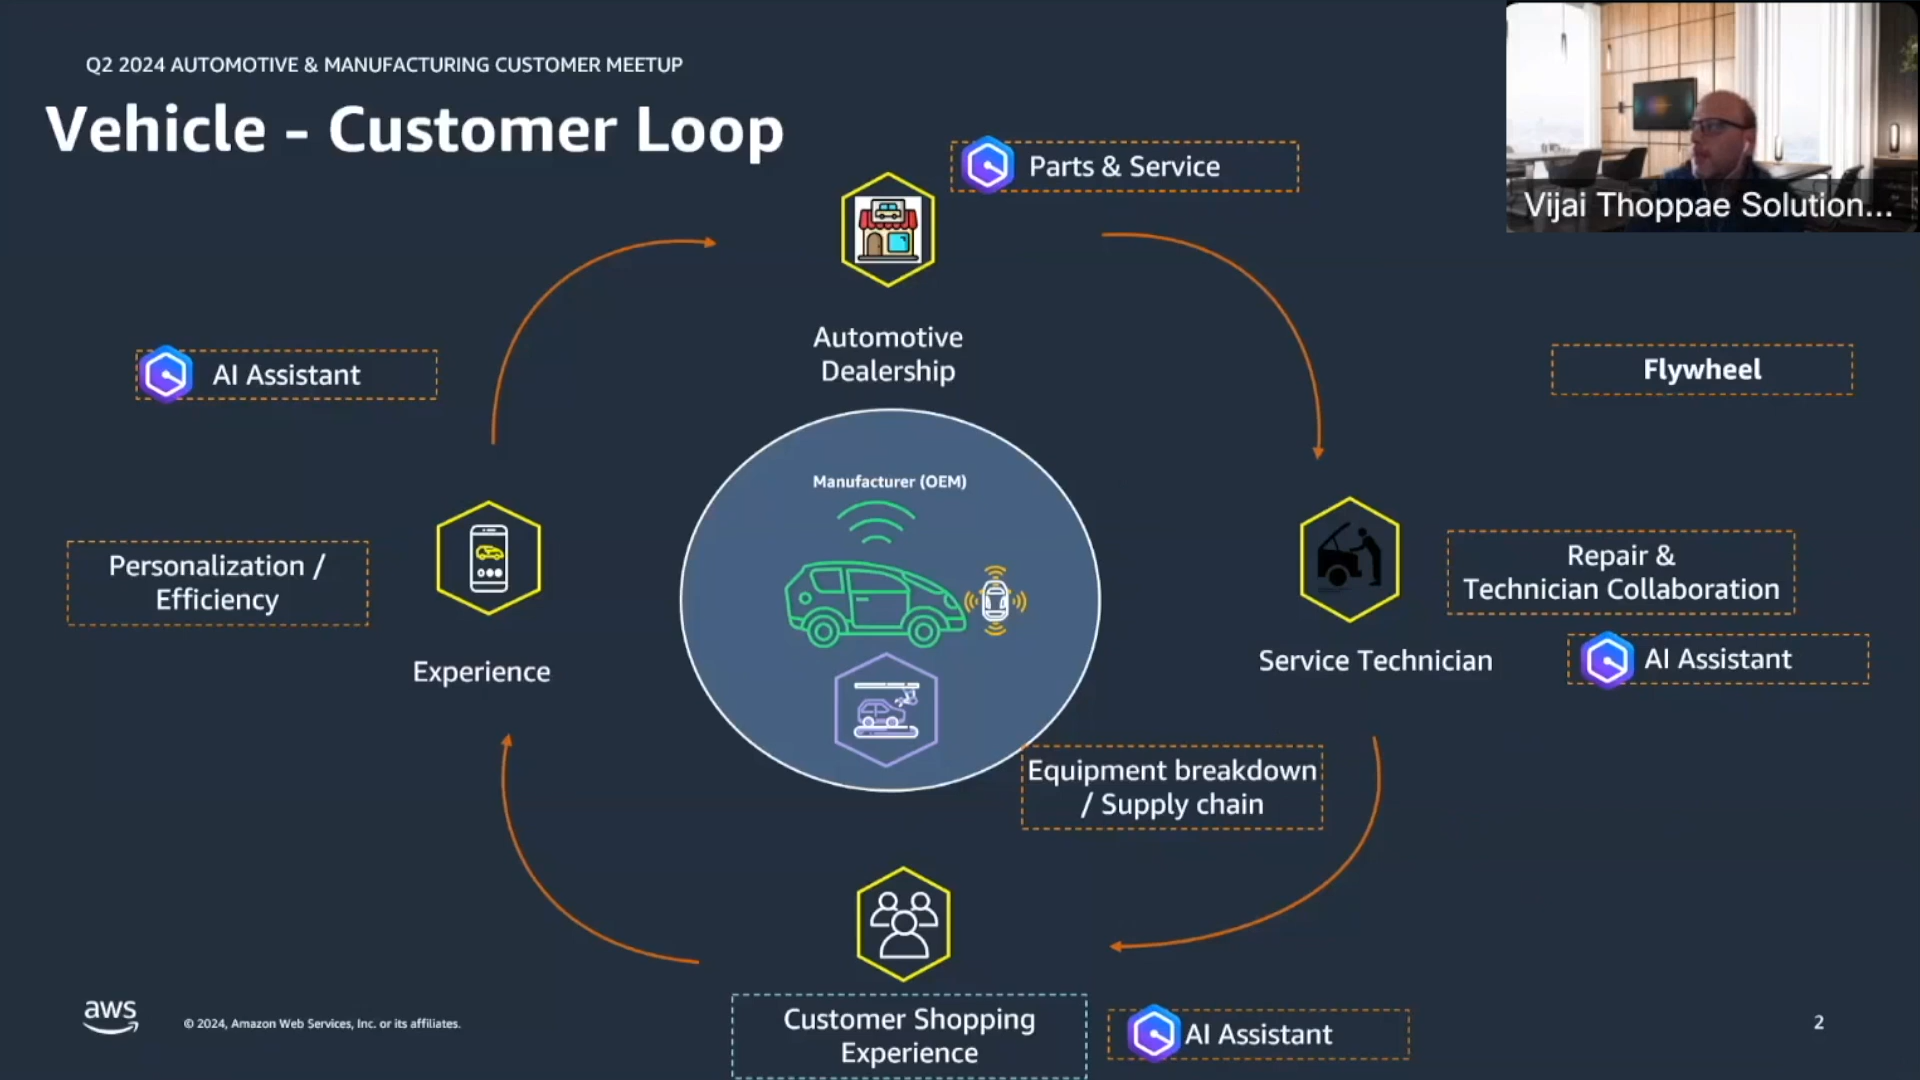 Q2 2024 AUTOMOTIVE & MANUFACTURING CUSTOMER MEETUP
Vehicle - Customer Loop
Parts & Service
Vijai Thoppae Solution...
Automotive
Dealership
AI Assistant
Flywheel
Manufacturer (OEM)
Personalization /
Efficiency
Experience
Repair &
Technician Collaboration
Service Technician
AI Assistant
Equipment breakdown
/ Supply chain
Customer Shopping
Experience
AI Assistant
aws
© 2024, Amazon Web Services, Inc. or its affiliates.
2